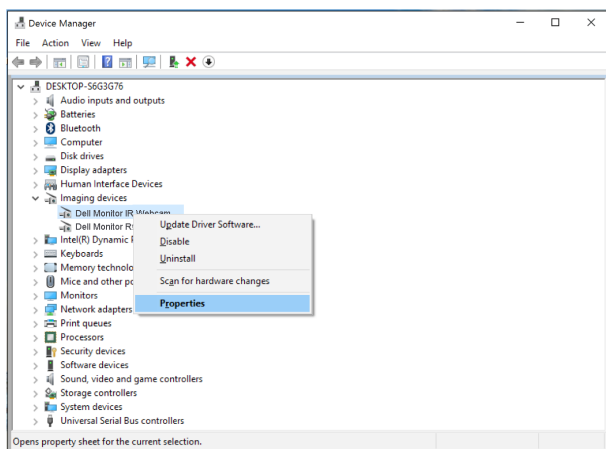 Device Manager
File Action View Help
DESKTOP-S6G3G76
Audio inputs and outputs
Batteries
Bluetooth
Computer
Disk drives
Display adapters
Human Interface Devices
Imaging devices
Dell Monitor IR Webcam
Dell Monitor
Update Driver Software...
Disable
Uninstall
Scan for hardware changes
Properties
Intel(R) Dynamic
Keyboards
Memory technolo
Mice and other po
Monitors
Network adapters
Print queues
Processors
Security devices
Software devices
Sound, video and game controllers
Storage controllers
System devices
Universal Serial Bus controllers
Opens property sheet for the current selection.